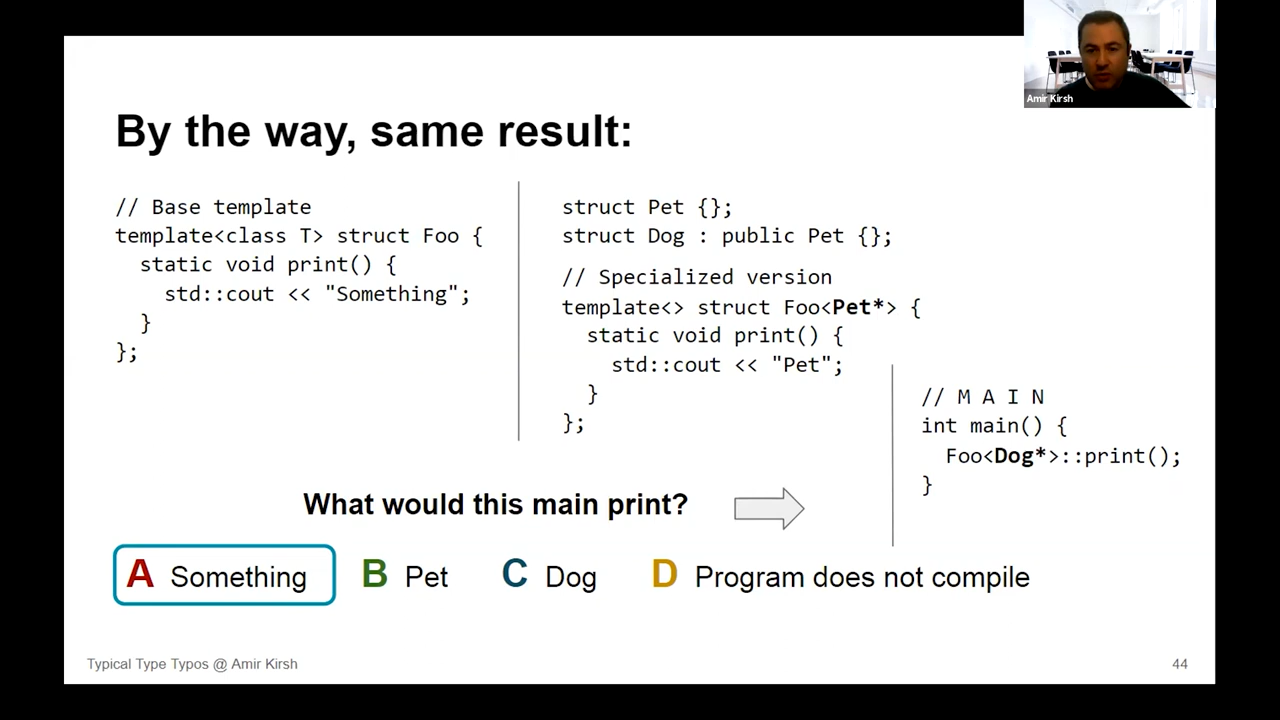 Amir Kirsh
By the way, same result:
// Base template
template<class T> struct Foo {
static void print() {
std::cout << "Something";
}
};
struct Pet {};
struct Dog : public Pet {};
// Specialized version
template<> struct Foo<Pet*> {
static void print() {
std::cout << "Pet";
}
};
// M A I N
int main() {
Foo<Dog*>::print();
}
What would this main print?
A Something B Pet C Dog D Program does not compile
Typical Type Typos @ Amir Kirsh 44